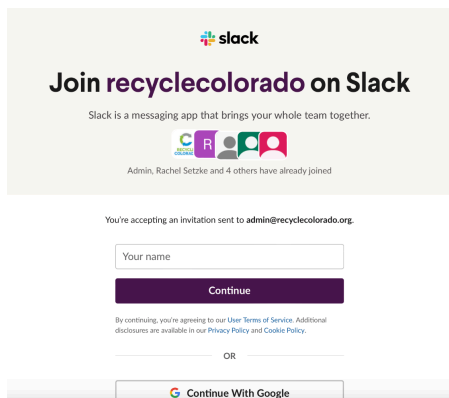 slack
Join recyclecolorado on Slack
Slack is a messaging app that brings your whole team together.
RECYCLE
COLORADO
R
Admin, Rachel Setzke and 4 others have already joined
You're accepting an invitation sent to admin@recyclecolorado.org.
Your name
Continue
By continuing, you're agreeing to our User Terms of Service. Additional
disclosures are available in our Privacy Policy and Cookie Policy.
OR
G Continue With Google